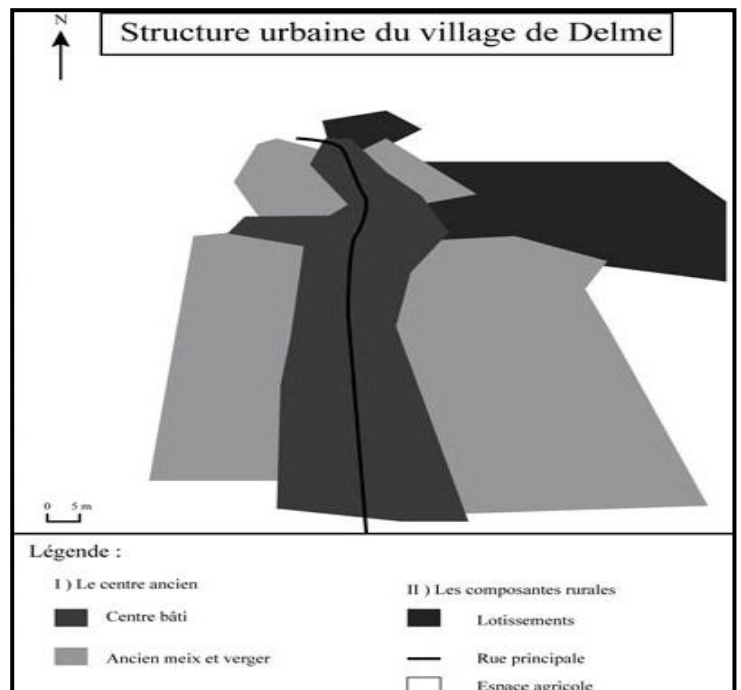 N
Structure urbaine du village de Delme
0 5 m
Légende :
I ) Le centre ancien
Centre bâti
Ancien meix et verger
II ) Les composantes rurales
Lotissements
Rue principale
Espace agricole